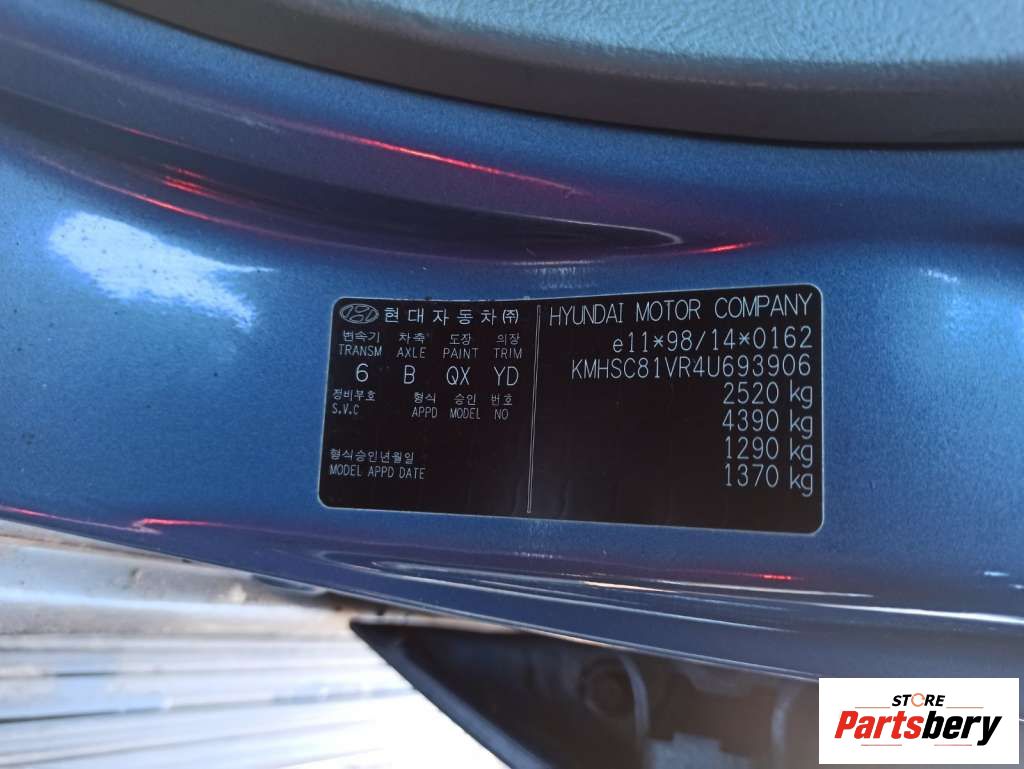 현대자동차㈜
변속기 차축 도장 의장
TRANSM AXLE PAINT TRIM
6 B QX YD
정비부호 형식 승인 번호
S.V.C APPD MODEL NO
형식승인년월일
MODEL APPD DATE
HYUNDAI MOTOR COMPANY
e11*98/14*0162
KMHSC81VR4U693906
2520 kg
4390 kg
1290 kg
1370 kg
STORE
Partsbery